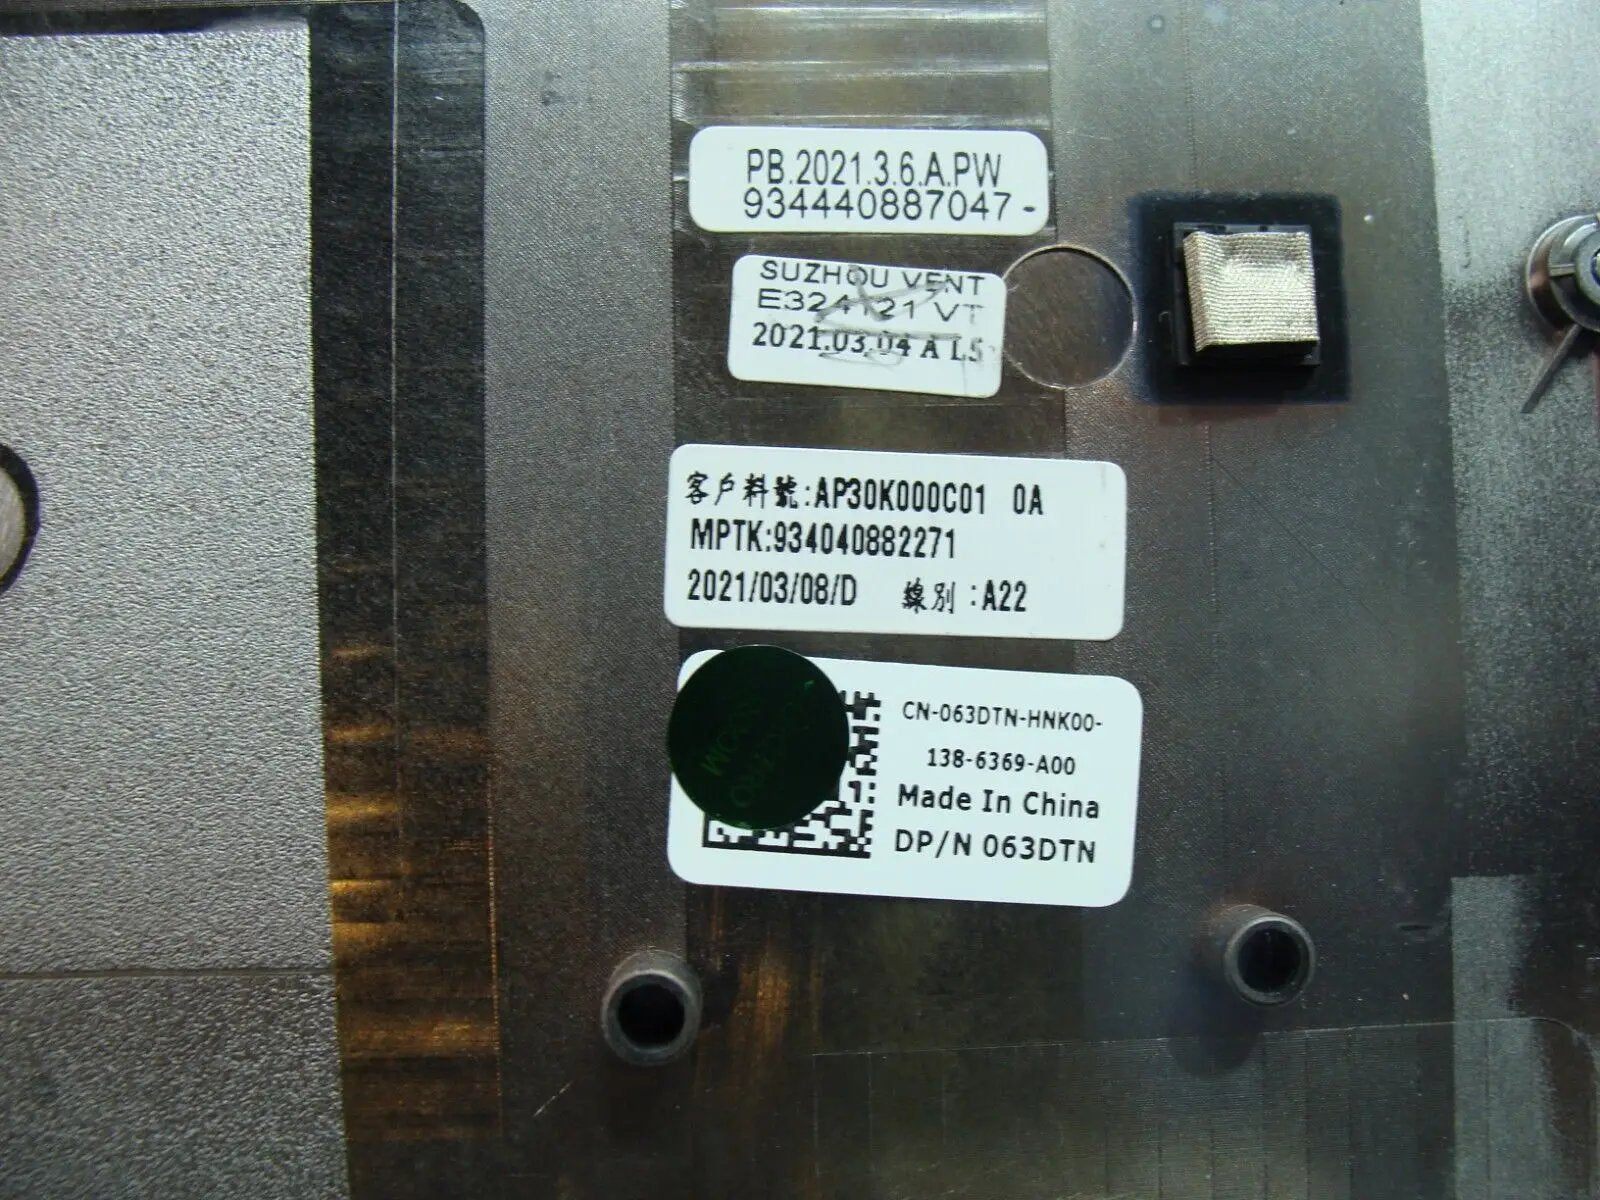 PB.2021.3.6.A.PW
934440887047-
SUZHOU VENT
E324121 VT
2021.03.04 A L5
客戶料號:AP30K000C01 0A
MPTK:934040882271
2021/03/08/D 線別:A22
CN-063DTN-HNK00-
138-6369-A00
Made In China
DP/N 063DTN